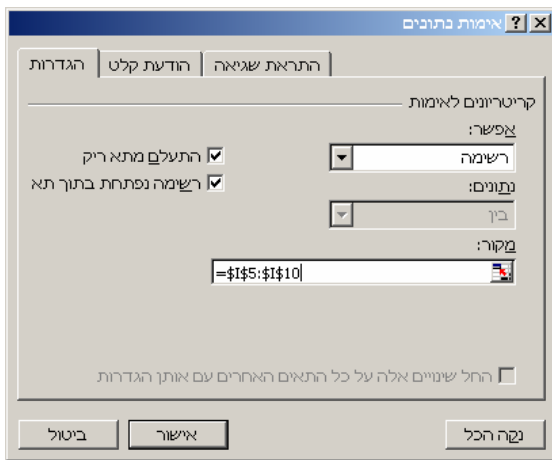 אימות נתונים
הגדרות הודעת קלט התראת שגיאה
קריטריונים לאימות
אפשר:
רשימה
התעלם מתא ריק
נתונים:
רשימה נפתחת בתוך תא
בין
מקור:
=$I$5:$I$10
החל שינויים אלה על כל התאים האחרים עם אותן הגדרות
נקה הכל אישור ביטול